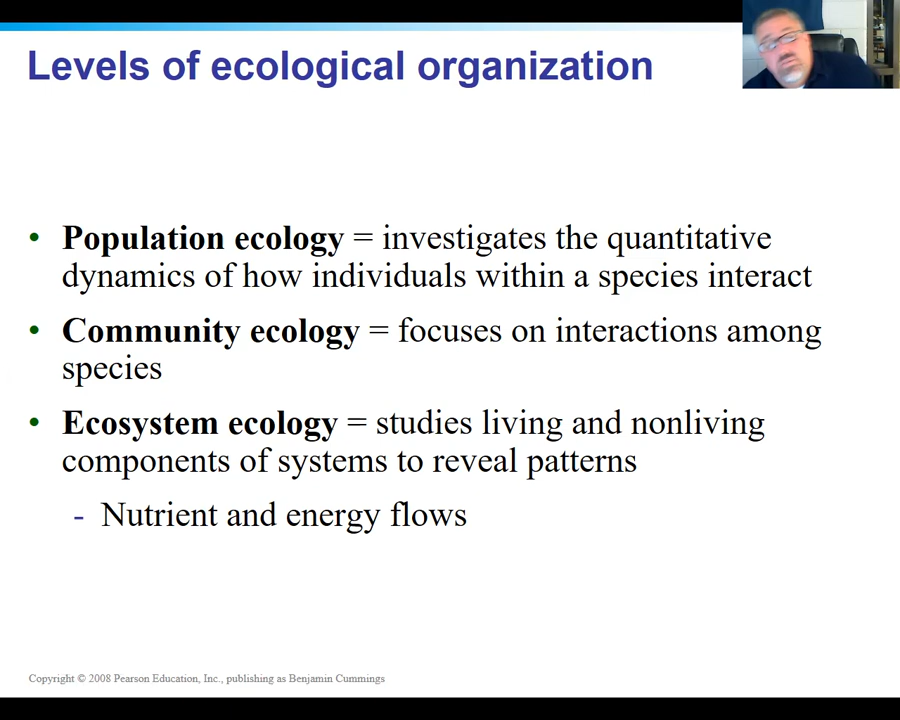 Levels of ecological organization
• Population ecology = investigates the quantitative
dynamics of how individuals within a species interact
• Community ecology = focuses on interactions among
species
• Ecosystem ecology = studies living and nonliving
components of systems to reveal patterns
- Nutrient and energy flows
Copyright © 2008 Pearson Education, Inc., publishing as Benjamin Cummings